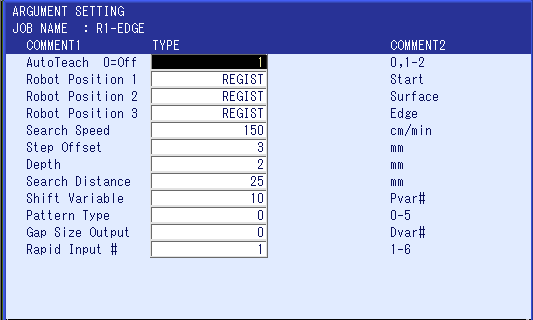 ARGUMENT SETTING
JOB NAME : R1-EDGE
COMMENT1 TYPE COMMENT2
AutoTeach 0=Off 1 0,1-2
Robot Position 1 REGIST Start
Robot Position 2 REGIST Surface
Robot Position 3 REGIST Edge
Search Speed 150 cm/min
Step Offset 3 mm
Depth 2 mm
Search Distance 25 mm
Shift Variable 10 Pvar#
Pattern Type 0 0-5
Gap Size Output 0 Dvar#
Rapid Input # 1 1-6